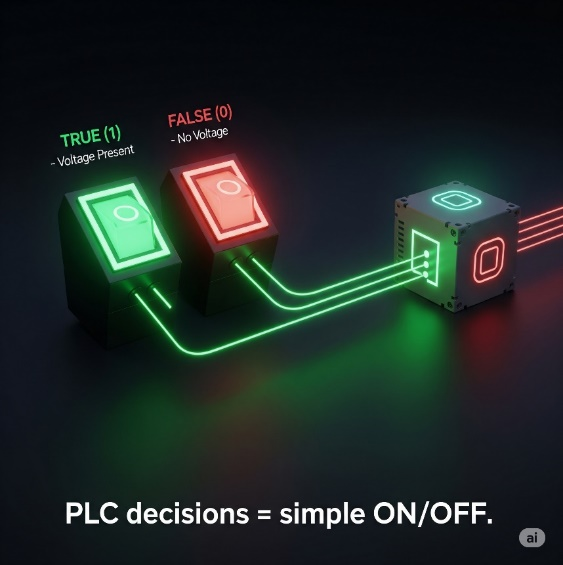 TRUE (1)
- Voltage Present
FALSE (0)
- No Voltage
PLC decisions = simple ON/OFF.
ai